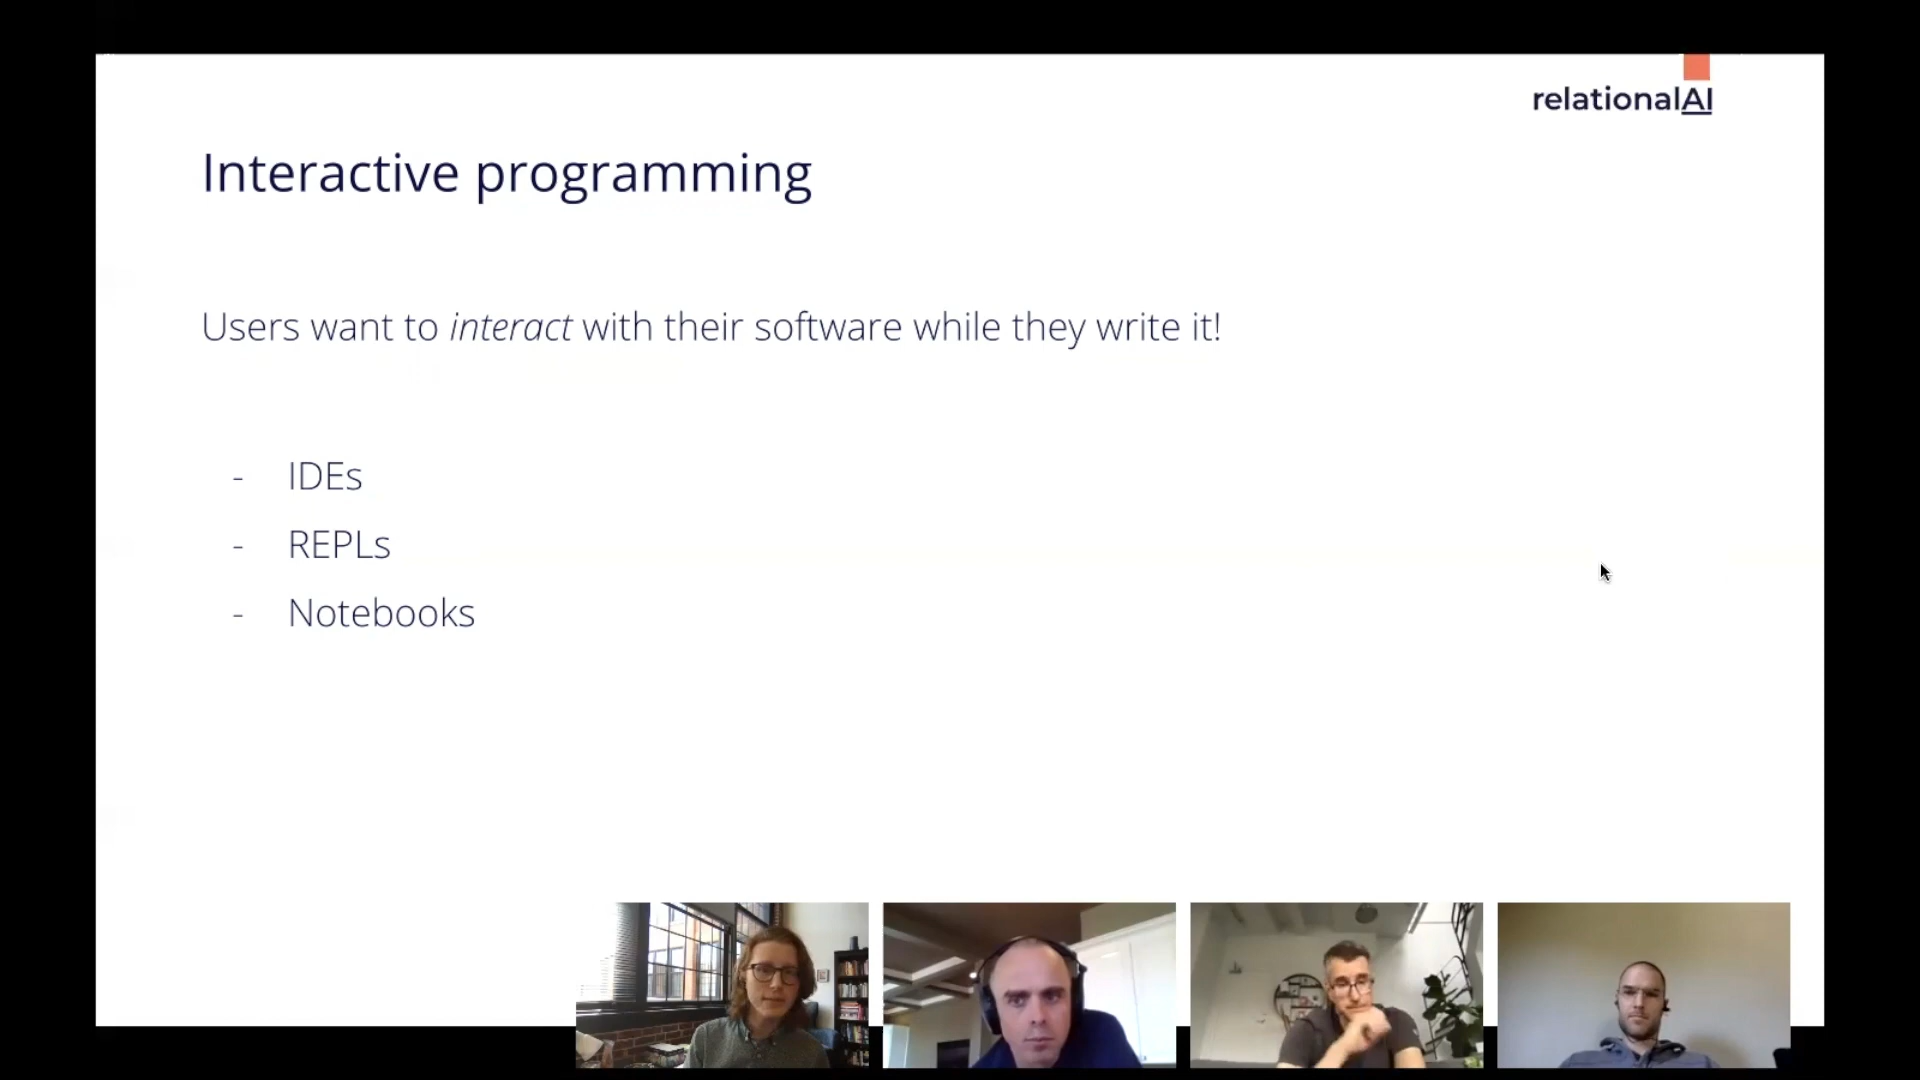 relationalAI
Interactive programming
Users want to interact with their software while they write it!
- IDEs
- REPLs
- Notebooks